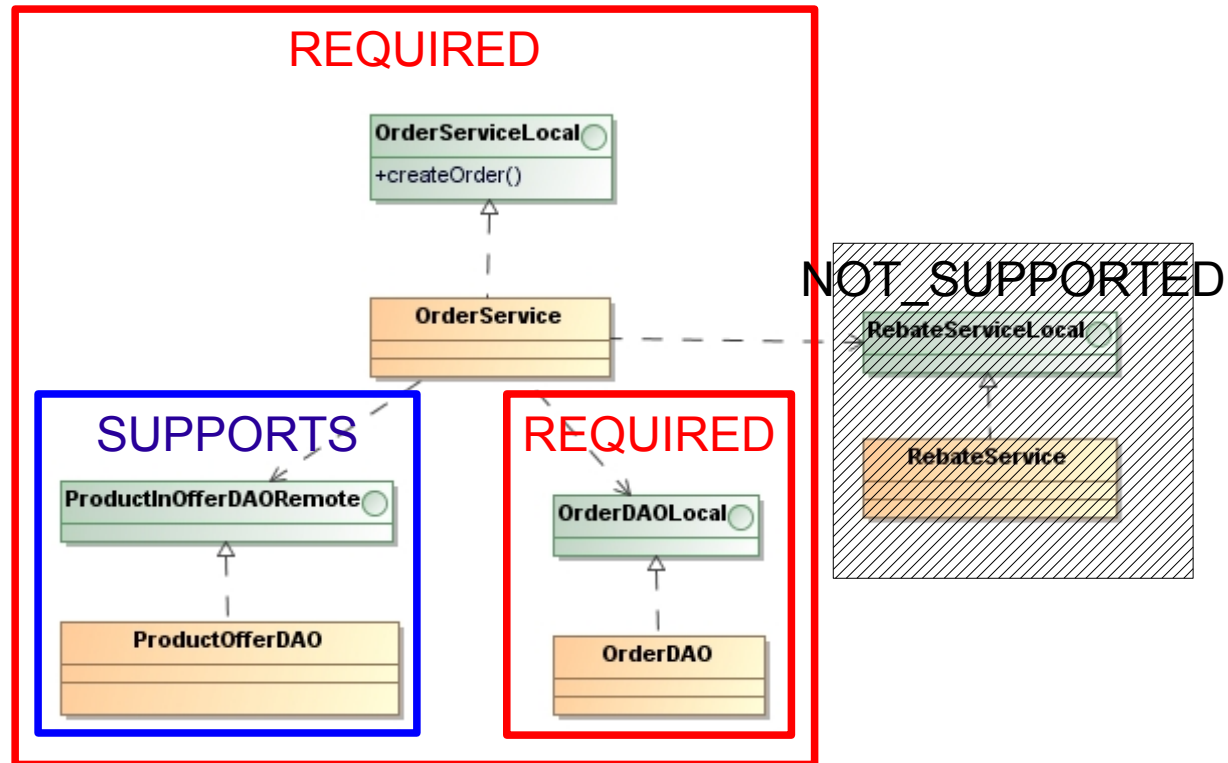 REQUIRED
OrderServiceLocal
+createOrder()
NOT_SUPPORTED
OrderService
RebateServiceLocal
SUPPORTS
REQUIRED
RebateService
ProductInOfferDAORemote
OrderDAOLocal
ProductOfferDAO
OrderDAO